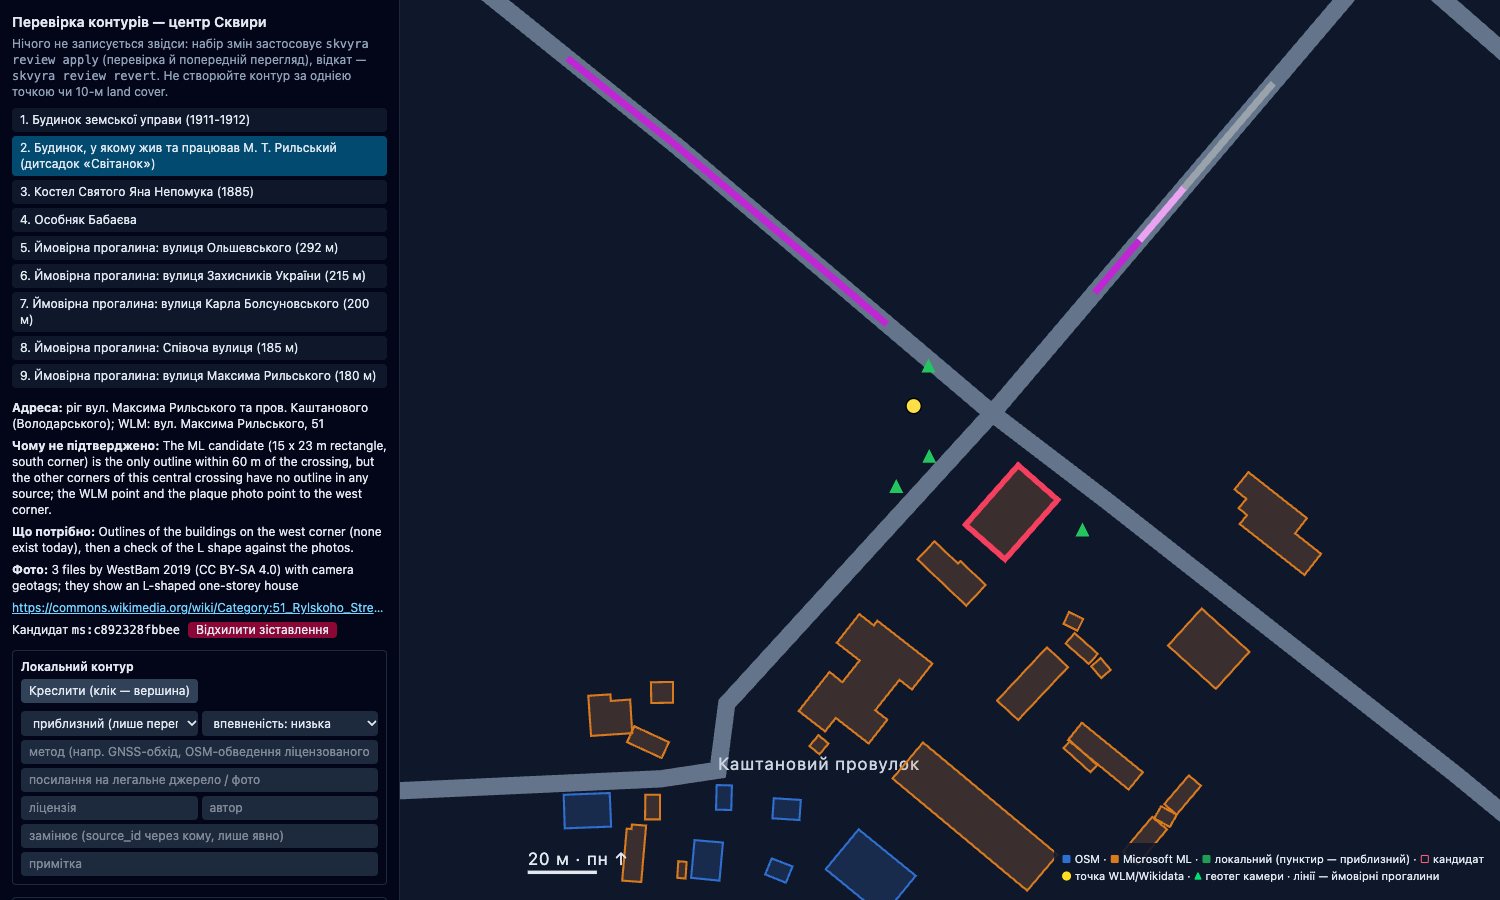 Перевірка контурів — центр Сквири
Нічого не записується звідси: набір змін застосовує skvyra
review apply (перевірка й попередній перегляд), відкат —
skvyra review revert. Не створюйте контур за однією
точкою чи 10-м land cover.
1. Будинок земської управи (1911-1912)
2. Будинок, у якому жив та працював М. Т. Рильський
(дитсадок «Світанок»)
3. Костел Святого Яна Непомука (1885)
4. Особняк Бабаєва
5. Ймовірна прогалина: вулиця Ольшевського (292 м)
6. Ймовірна прогалина: вулиця Захисників України (215 м)
7. Ймовірна прогалина: вулиця Карла Болсуновського (200
м)
8. Ймовірна прогалина: Співоча вулиця (185 м)
9. Ймовірна прогалина: вулиця Максима Рильського (180 м)
Адреса: ріг вул. Максима Рильського та пров. Каштанового
(Володарського); WLM: вул. Максима Рильського, 51
Чому не підтверджено: The ML candidate (15 x 23 m rectangle,
south corner) is the only outline within 60 m of the crossing, but
the other corners of this central crossing have no outline in any
source; the WLM point and the plaque photo point to the west
corner.
Що потрібно: Outlines of the buildings on the west corner (none
exist today), then a check of the L shape against the photos.
Фото: 3 files by WestBam 2019 (CC BY-SA 4.0) with camera
geotags; they show an L-shaped one-storey house
https://commons.wikimedia.org/wiki/Category:51_Rylskoho_Stre...
Кандидат ms:c892328fbbee Відхилити зіставлення
Локальний контур
Креслити (клік — вершина)
приблизний (лише перег впевненість: низька
метод (напр. GNSS-обхід, OSM-обведення ліцензованого
посилання на легальне джерело / фото
ліцензія автор
замінює (source_id через кому, лише явно)
примітка
Каштановий провулок
20 м · пн ↑
OSM · Microsoft ML · локальний (пунктир — приблизний) · кандидат
точка WLM/Wikidata · геотег камери · лінії — ймовірні прогалини